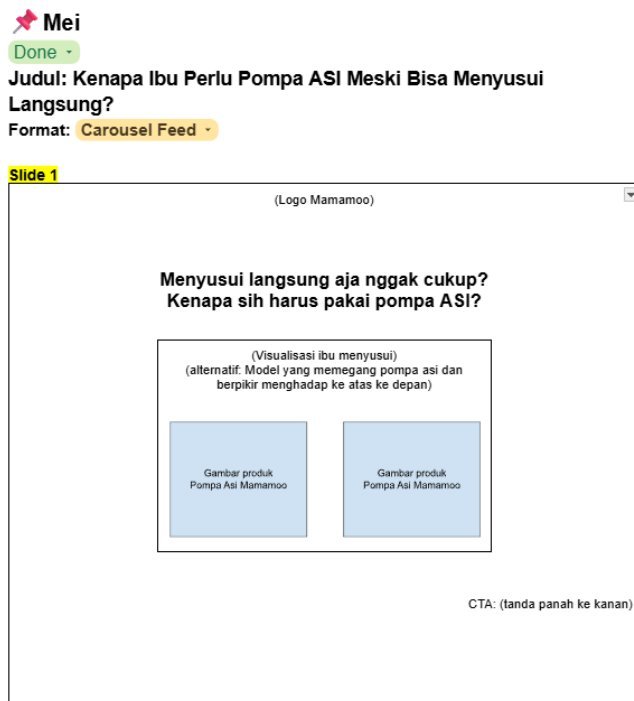 📌 Mei
Done
Judul: Kenapa Ibu Perlu Pompa ASI Meski Bisa Menyusui
Langsung?
Format: Carousel Feed
Slide 1
(Logo Mamamoo)
Menyusui langsung aja nggak cukup?
Kenapa sih harus pakai pompa ASI?
(Visualisasi ibu menyusui)
(alternatif: Model yang memegang pompa asi dan
berpikir menghadap ke atas ke depan)
Gambar produk
Pompa Asi Mamamoo
Gambar produk
Pompa Asi Mamamoo
CTA: (tanda panah ke kanan)